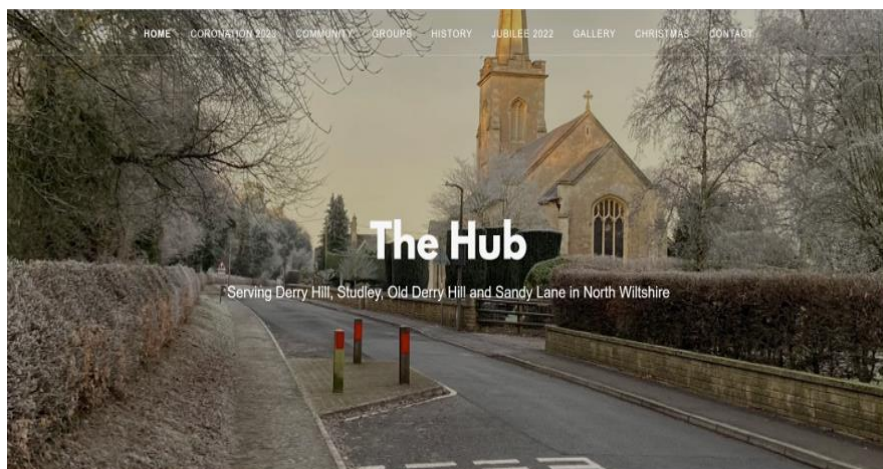 HOME CORONATION 2023 COMMUNITY GROUPS HISTORY JUBILEE 2022 GALLERY CHRISTMAS CONTACT
The Hub
Serving Derry Hill, Studley, Old Derry Hill and Sandy Lane in North Wiltshire